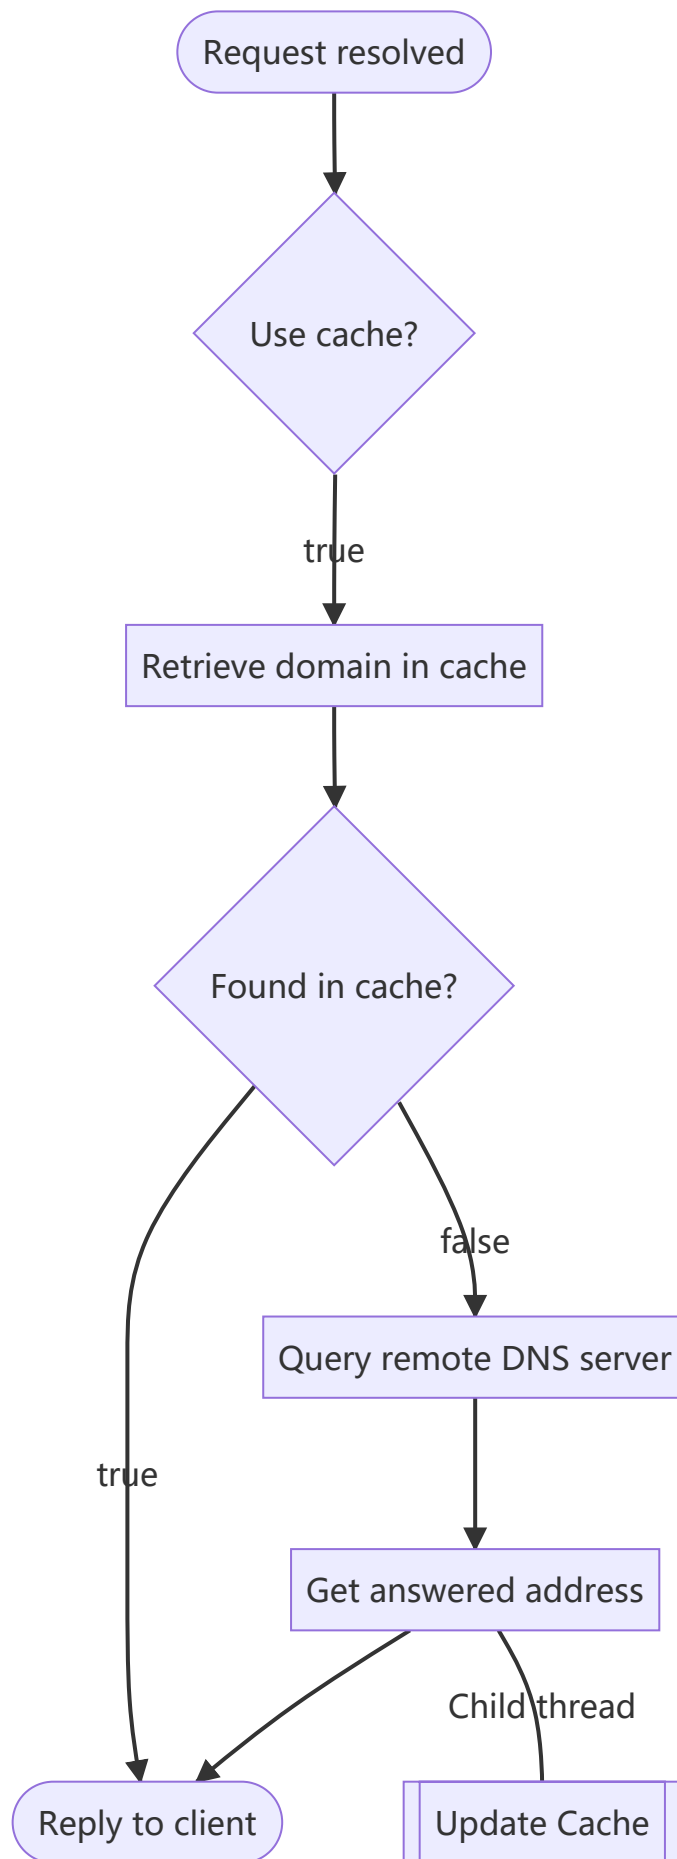 Request resolved
Use cache?
true
Retrieve domain in cache
Found in cache?
false
Query remote DNS server
true
Get answered address
Child thread
Reply to client
Update Cache